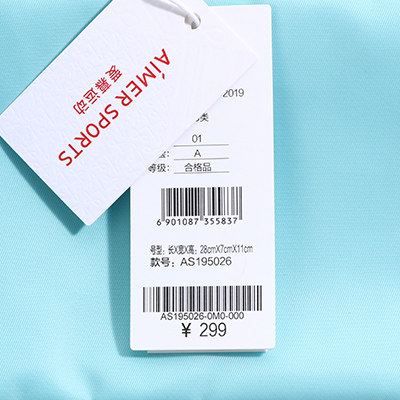 AiMER SPORTS
爱慕运动
2019
类
01
A
等级: 合格品
6 901087 355837
号型: 长X宽X高: 28cmX7cmX11cm
款号: AS195026
AS195026-0M0-000
¥ 299